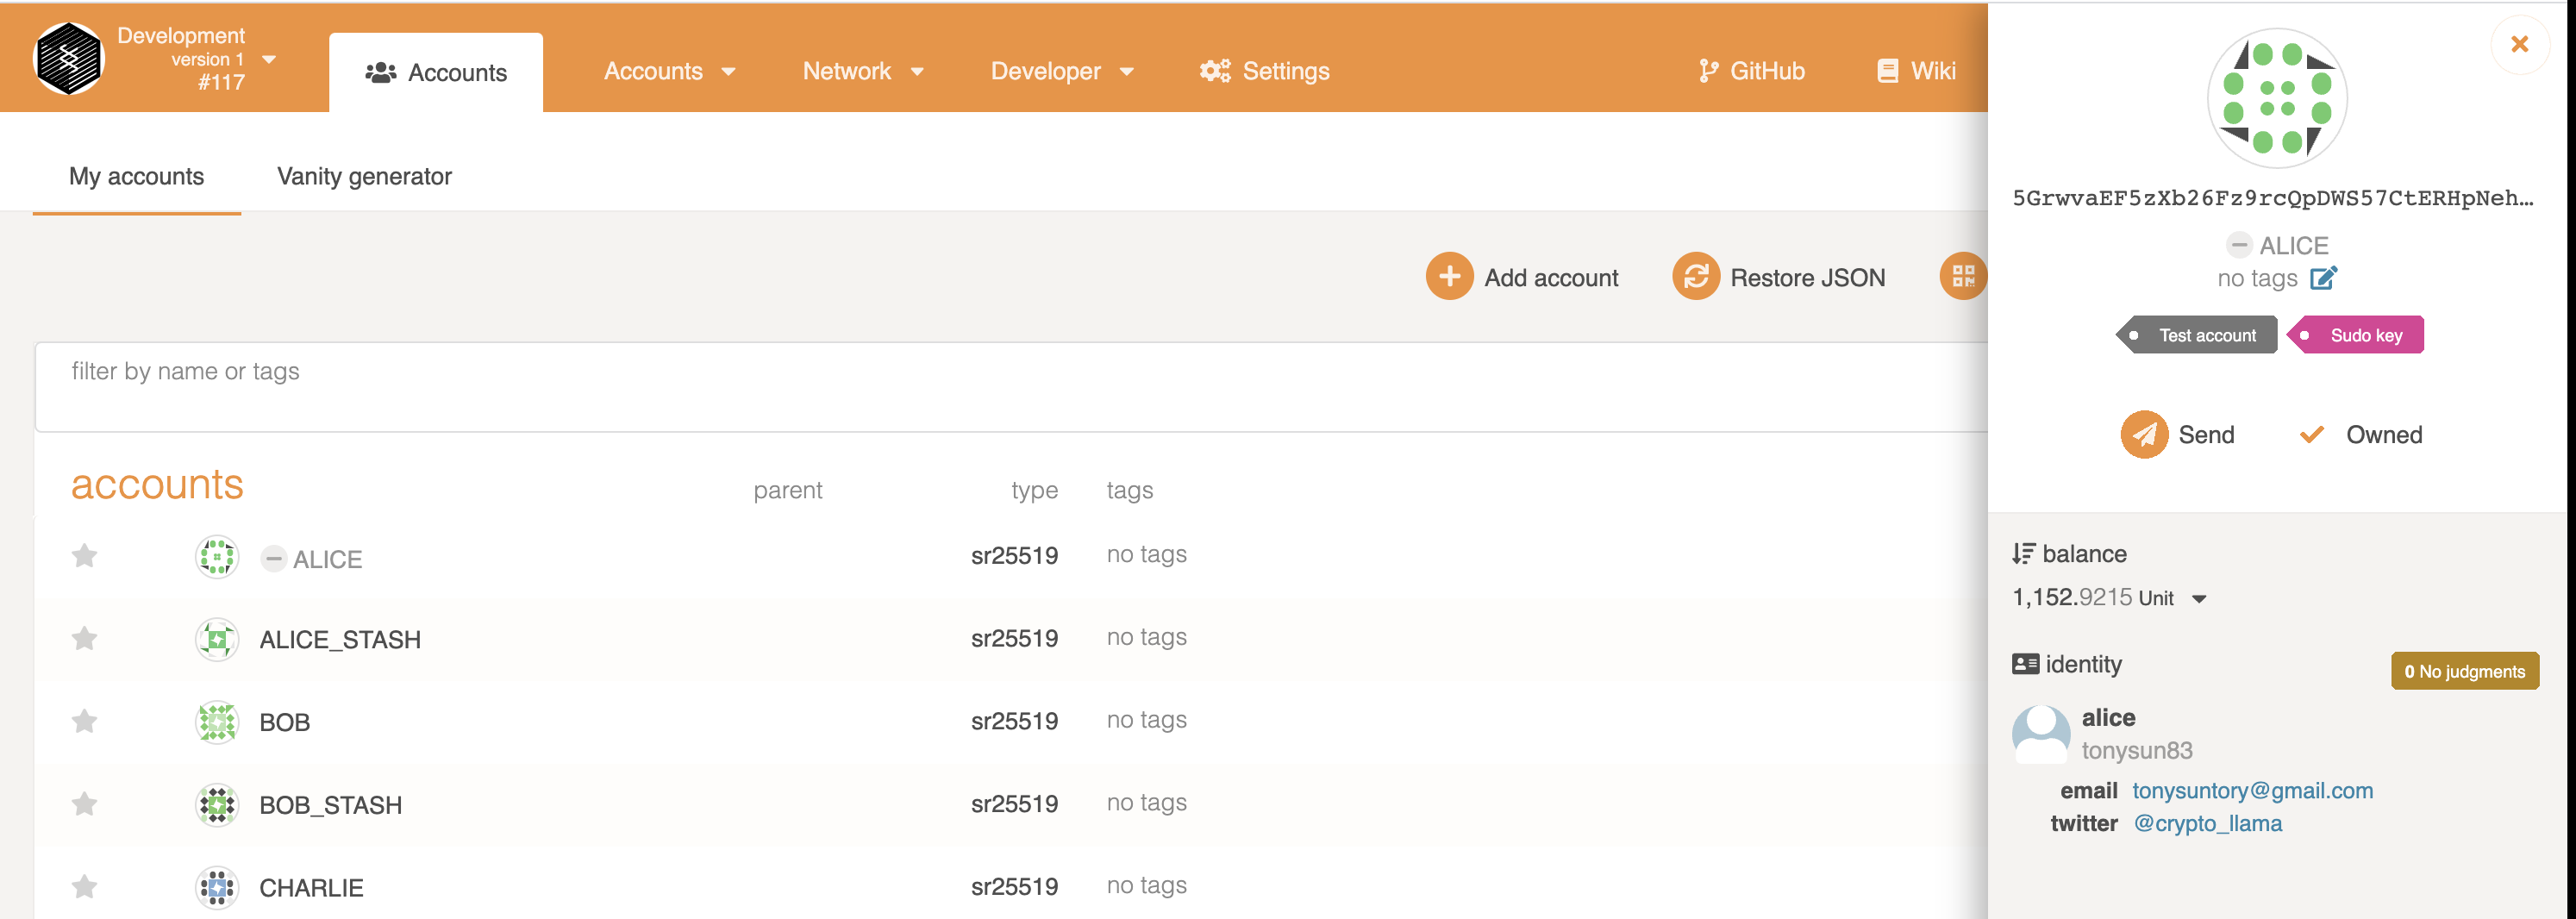 Development
version 1
#117
Accounts
Accounts
Network
Developer
Settings
GitHub
Wiki
My accounts
Vanity generator
Add account
Restore JSON
filter by name or tags
accounts parent type tags
ALICE sr25519 no tags
ALICE_STASH sr25519 no tags
BOB sr25519 no tags
BOB_STASH sr25519 no tags
CHARLIE sr25519 no tags
5GrwvaEF5zXb26Fz9rcQpDWS57CtERHpNeh…
ALICE
no tags
Test account Sudo key
Send Owned
balance
1,152.9215 Unit
identity 0 No judgments
alice
tonysun83
email tonysuntory@gmail.com
twitter @crypto_llama